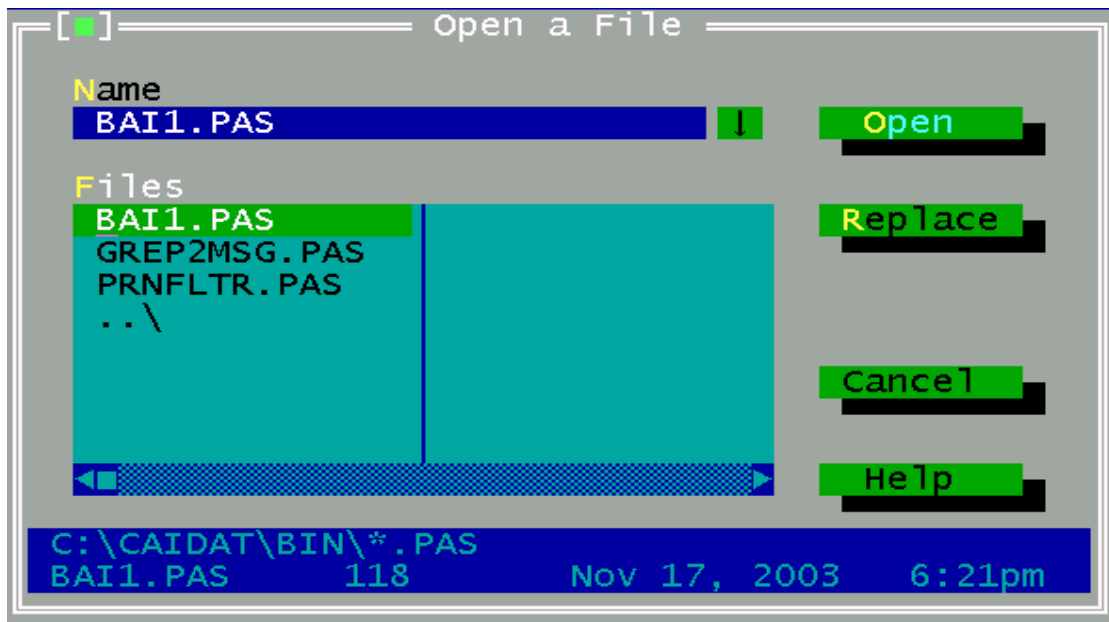 [■] Open a File
Name
BAI1.PAS ↓
Open
Files
BAI1.PAS
Replace
GREP2MSG.PAS
PRNFLTR.PAS
..\
Cancel
Help
C:\CAIDAT\BIN\*.PAS
BAI1.PAS 118 Nov 17, 2003 6:21pm